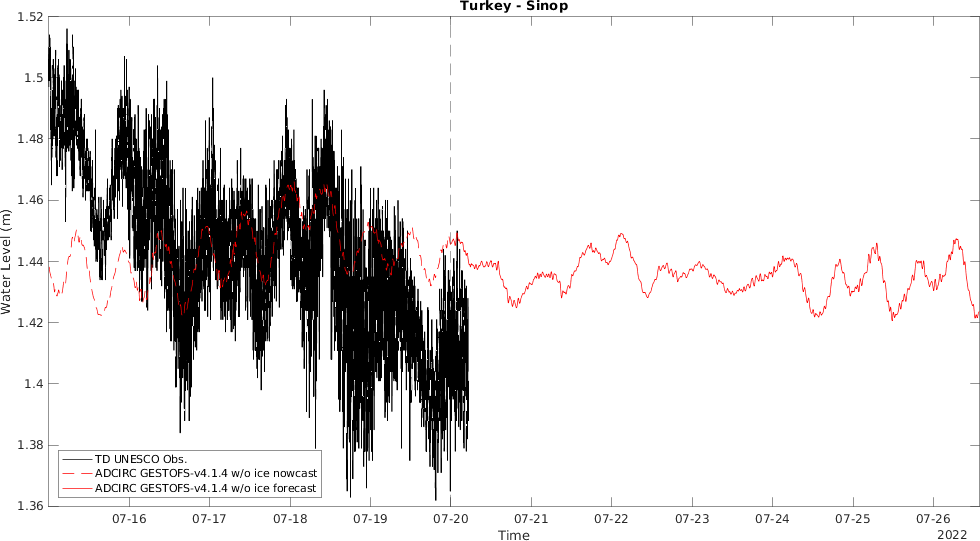 Turkey - Sinop
Water Level (m)
1.52
1.5
1.48
1.46
1.44
1.42
1.4
1.38
1.36
TD UNESCO Obs.
ADCIRC GESTOFS-v4.1.4 w/o ice nowcast
ADCIRC GESTOFS-v4.1.4 w/o ice forecast
07-16 07-17 07-18 07-19 07-20 07-21 07-22 07-23 07-24 07-25 07-26
Time
2022